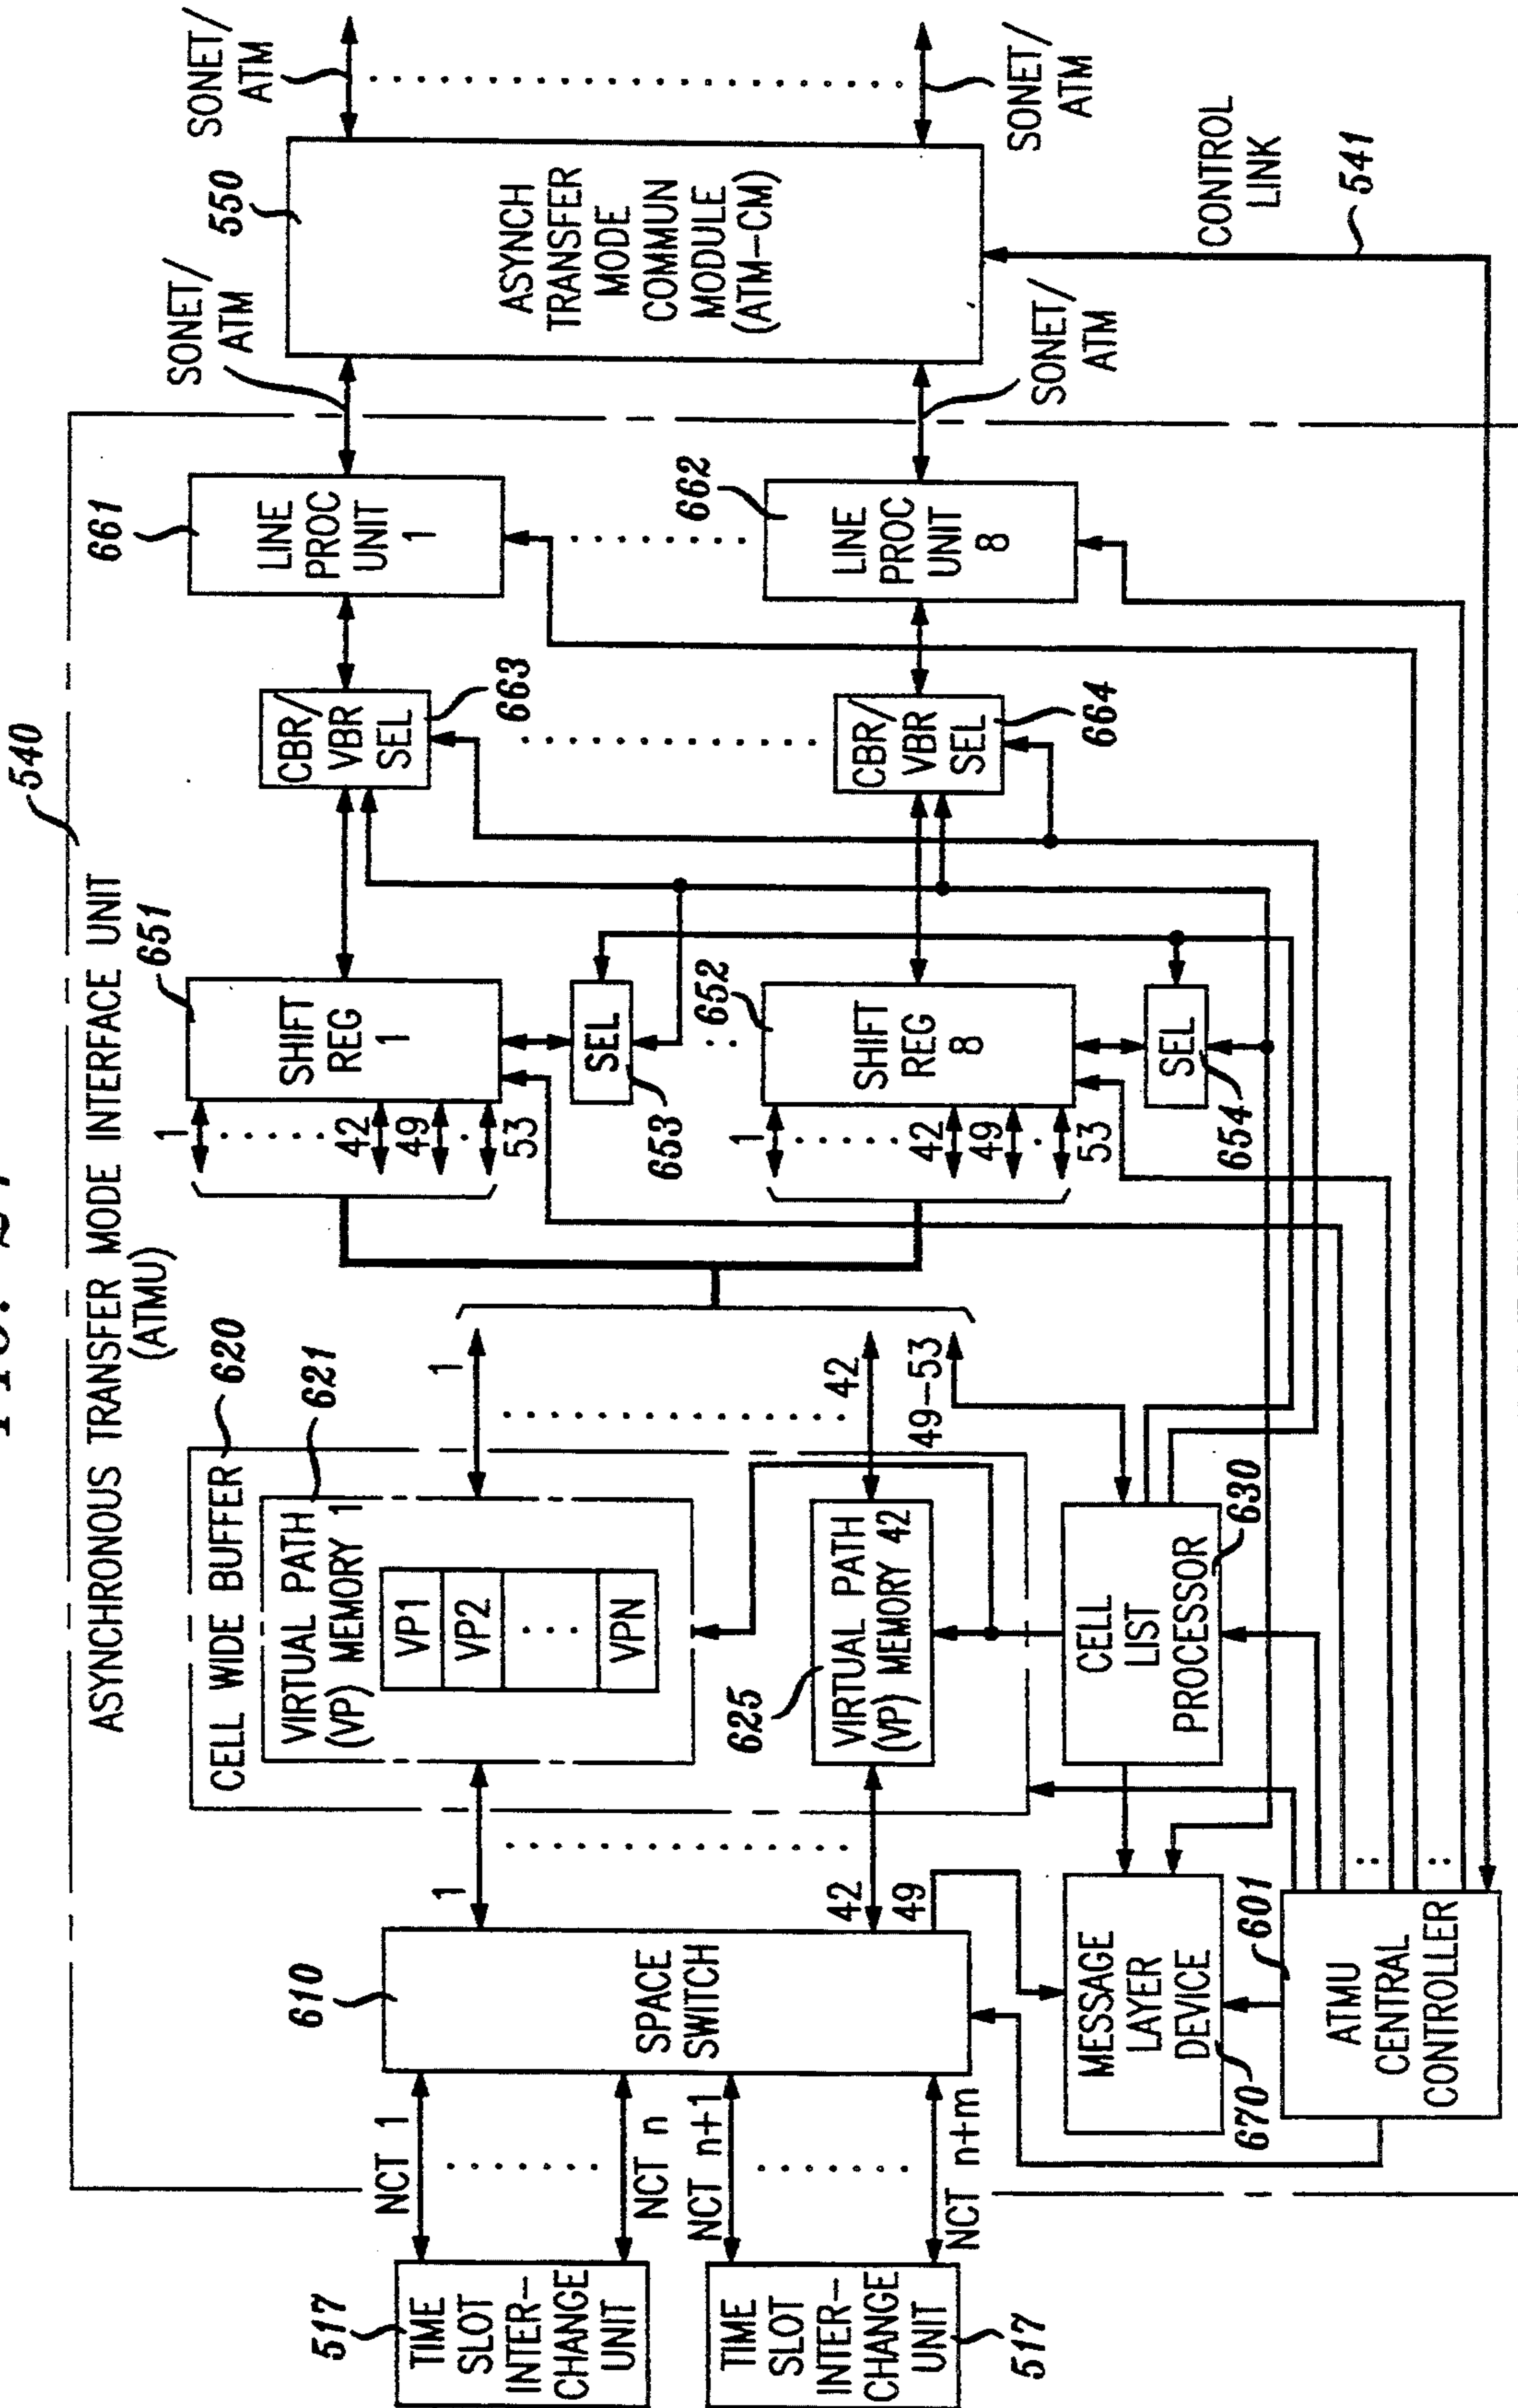 540
ASYNCHRONOUS TRANSFER MODE INTERFACE UNIT
(ATMU)
517
TIME
SLOT
INTER-
CHANGE
UNIT
TIME
SLOT
INTER-
CHANGE
UNIT
517
NCT 1
NCT n
NCT n+1
NCT n+m
610
SPACE
SWITCH
1
42
49
CELL WIDE BUFFER
620
VIRTUAL PATH
(VP) MEMORY 1
621
VP1
VP2
VPN
625
VIRTUAL PATH
(VP) MEMORY 42
1
42
49-53
CELL
LIST
PROCESSOR
630
MESSAGE
LAYER
DEVICE
670
601
ATMU
CENTRAL
CONTROLLER
651
SHIFT
REG
1
1
42
49
53
SEL
653
652
SHIFT
REG
8
1
42
49
53
SEL
654
CBR/
VBR
SEL
663
CBR/
VBR
SEL
664
661
LINE
PROC
UNIT
1
662
LINE
PROC
UNIT
8
SONET/
ATM
SONET/
ATM
550
ASYNCH
TRANSFER
MODE
COMMUN
MODULE
(ATM-CM)
SONET/
ATM
SONET/
ATM
CONTROL
LINK
541